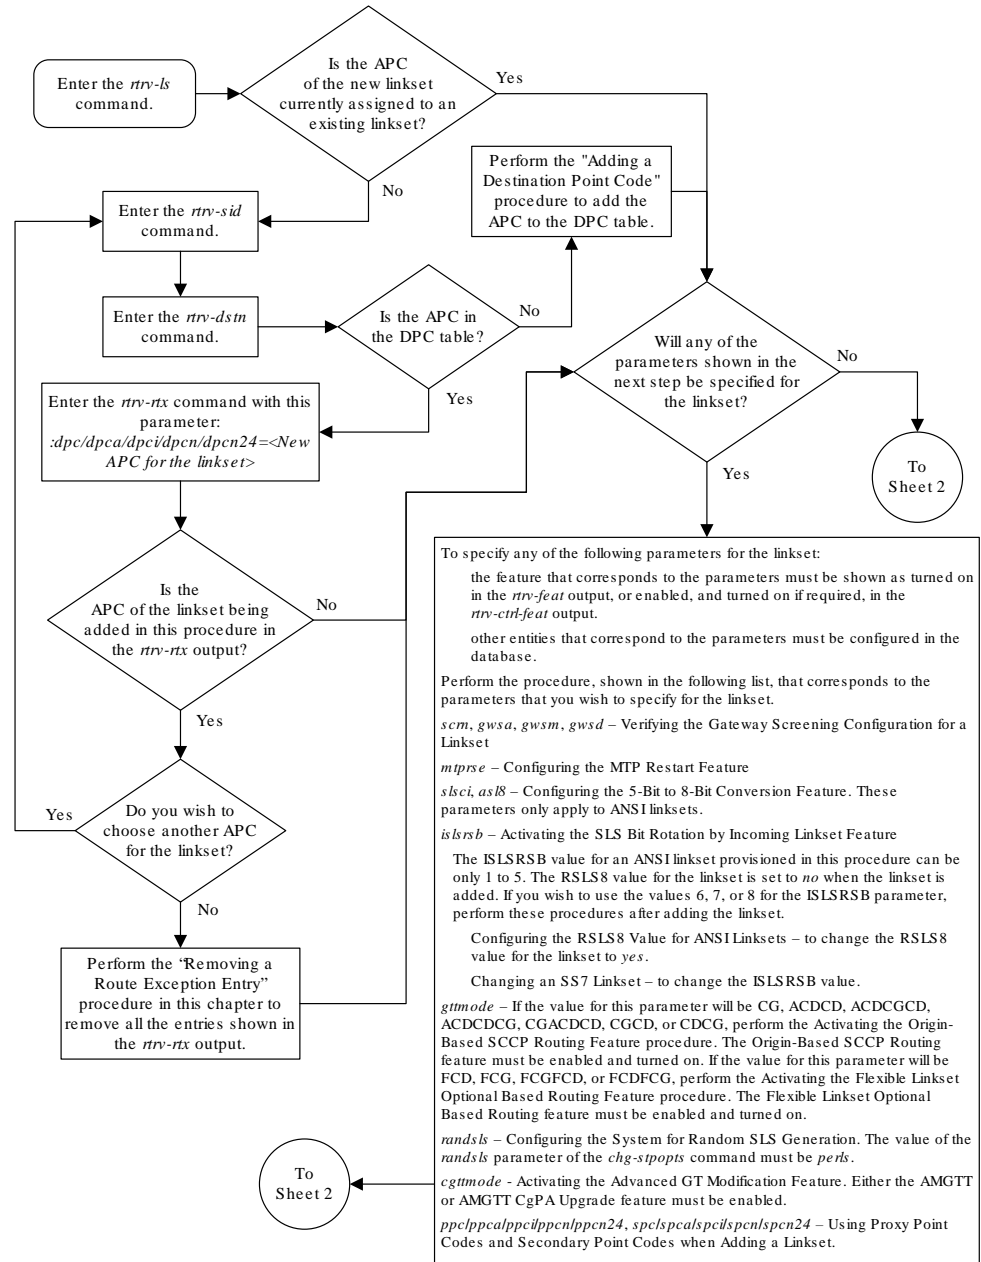 Enter the rtrv-ls
command.
Is the APC
of the new linkset
currently assigned to an
existing linkset?
Yes
No
Perform the "Adding a
Destination Point Code"
procedure to add the
APC to the DPC table.
Enter the rtrv-sid
command.
Enter the rtrv-dstn
command.
Is the APC in
the DPC table?
No
Yes
Will any of the
parameters shown in the
next step be specified for
the linkset?
No
To
Sheet 2
Yes
Enter the rtrv-rtx command with this
parameter:
:dpc/dpca/dpci/dpcn/dpcn24=<New
APC for the linkset>
Is the
APC of the linkset being
added in this procedure in
the rtrv-rtx output?
No
Yes
Do you wish to
choose another APC
for the linkset?
Yes
No
Perform the “Removing a
Route Exception Entry”
procedure in this chapter to
remove all the entries shown in
the rtrv-rtx output.
To specify any of the following parameters for the linkset:
the feature that corresponds to the parameters must be shown as turned on
in the rtrv-feat output, or enabled, and turned on if required, in the
rtrv-ctrl-feat output.
other entities that correspond to the parameters must be configured in the
database.
Perform the procedure, shown in the following list, that corresponds to the
parameters that you wish to specify for the linkset.
scrn, gwsa, gwsm, gwsd – Verifying the Gateway Screening Configuration for a
Linkset
mtprse – Configuring the MTP Restart Feature
slsci, asl8 – Configuring the 5-Bit to 8-Bit Conversion Feature. These
parameters only apply to ANSI linksets.
islsrsb – Activating the SLS Bit Rotation by Incoming Linkset Feature
The ISLSRSB value for an ANSI linkset provisioned in this procedure can be
only 1 to 5. The RSLS8 value for the linkset is set to no when the linkset is
added. If you wish to use the values 6, 7, or 8 for the ISLSRSB parameter,
perform these procedures after adding the linkset.
Configuring the RSLS8 Value for ANSI Linksets – to change the RSLS8
value for the linkset to yes.
Changing an SS7 Linkset – to change the ISLSRSB value.
gttmode – If the value for this parameter will be CG, ACDCD, ACDCGCD,
ACDCDCG, CGACDCD, CGCD, or CDCG, perform the Activating the Origin-
Based SCCP Routing Feature procedure. The Origin-Based SCCP Routing
feature must be enabled and turned on. If the value for this parameter will be
FCD, FCG, FCGFCD, or FCDFCG, perform the Activating the Flexible Linkset
Optional Based Routing Feature procedure. The Flexible Linkset Optional
Based Routing feature must be enabled and turned on.
randsls – Configuring the System for Random SLS Generation. The value of the
randsls parameter of the chg-stpopts command must be perls.
cgttmode - Activating the Advanced GT Modification Feature. Either the AMGTT
or AMGTT CgPA Upgrade feature must be enabled.
ppc/ppca/ppci/ppcn/ppcn24, spc/spca/spci/spcn/spcn24 – Using Proxy Point
Codes and Secondary Point Codes when Adding a Linkset.
To
Sheet 2